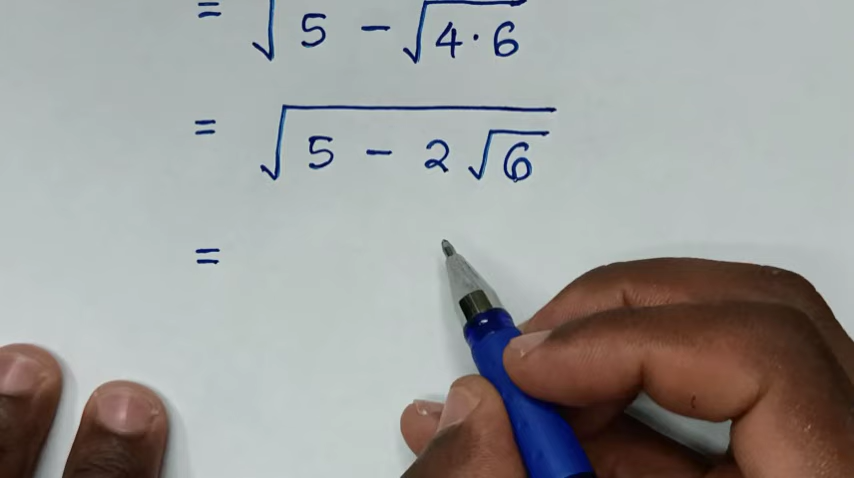 = √5 - √4·6
= √5 - 2√6
=